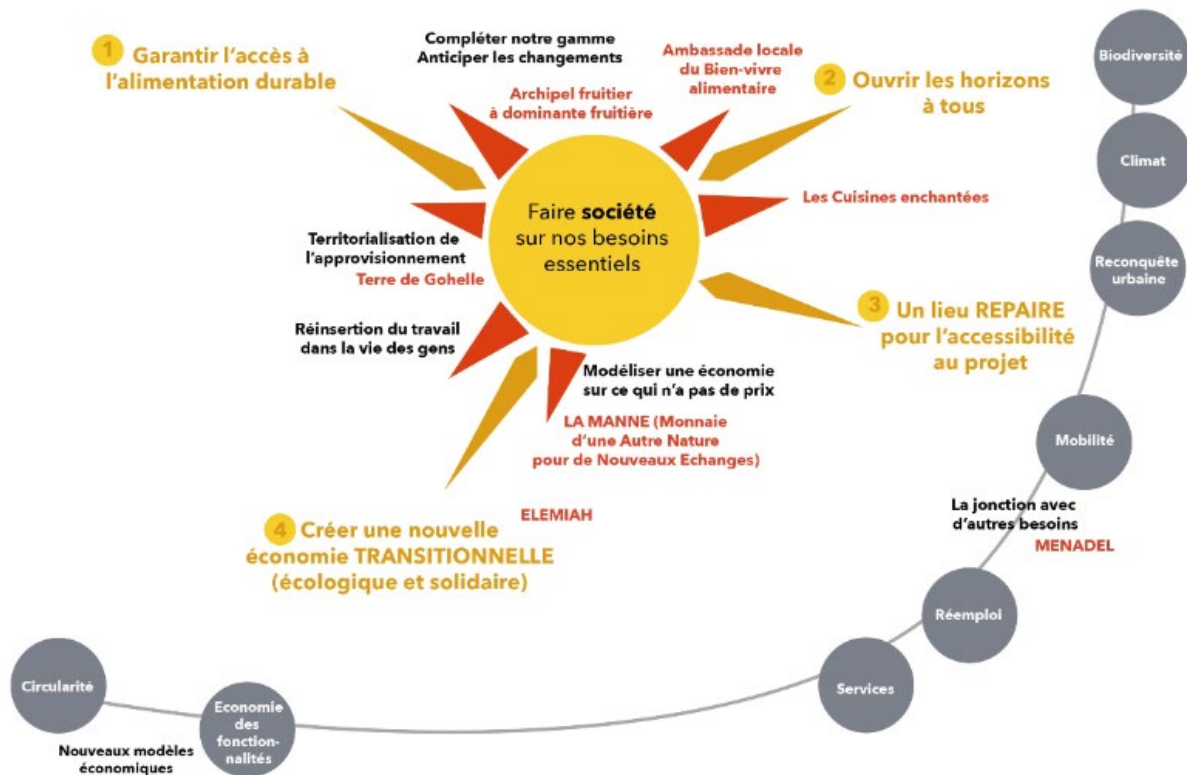 1 Garantir l'accès à
l'alimentation durable
Compléter notre gamme
Anticiper les changements
Archipel fruitier
à dominante fruitière
Ambassade locale
du Bien-vivre
alimentaire
2 Ouvrir les horizons
à tous
Biodiversité
Climat
Reconquête
urbaine
Les Cuisines enchantées
Faire société
sur nos besoins
essentiels
Territorialisation de
l'approvisionnement
Terre de Gohelle
Réinsertion du travail
dans la vie des gens
3 Un lieu REPAIRE
pour l'accessibilité
au projet
Modéliser une économie
sur ce qui n'a pas de prix
LA MANNE (Monnaie
d'une Autre Nature
pour de Nouveaux Echanges)
ELEMIAH
4 Créer une nouvelle
économie TRANSITIONNELLE
(écologique et solidaire)
Mobilité
La jonction avec
d'autres besoins
MENADEL
Réemploi
Services
Circularité
Economie
des
fonction-
nalités
Nouveaux modèles
économiques